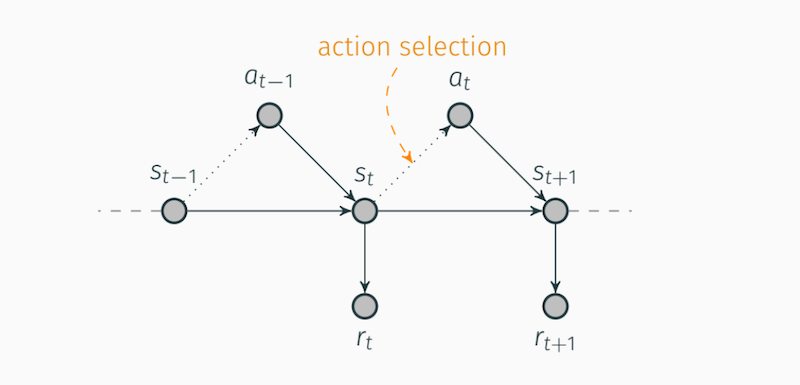 action selection
a_{t−1}
a_t
s_{t−1}
s_t
s_{t+1}
r_t
r_{t+1}